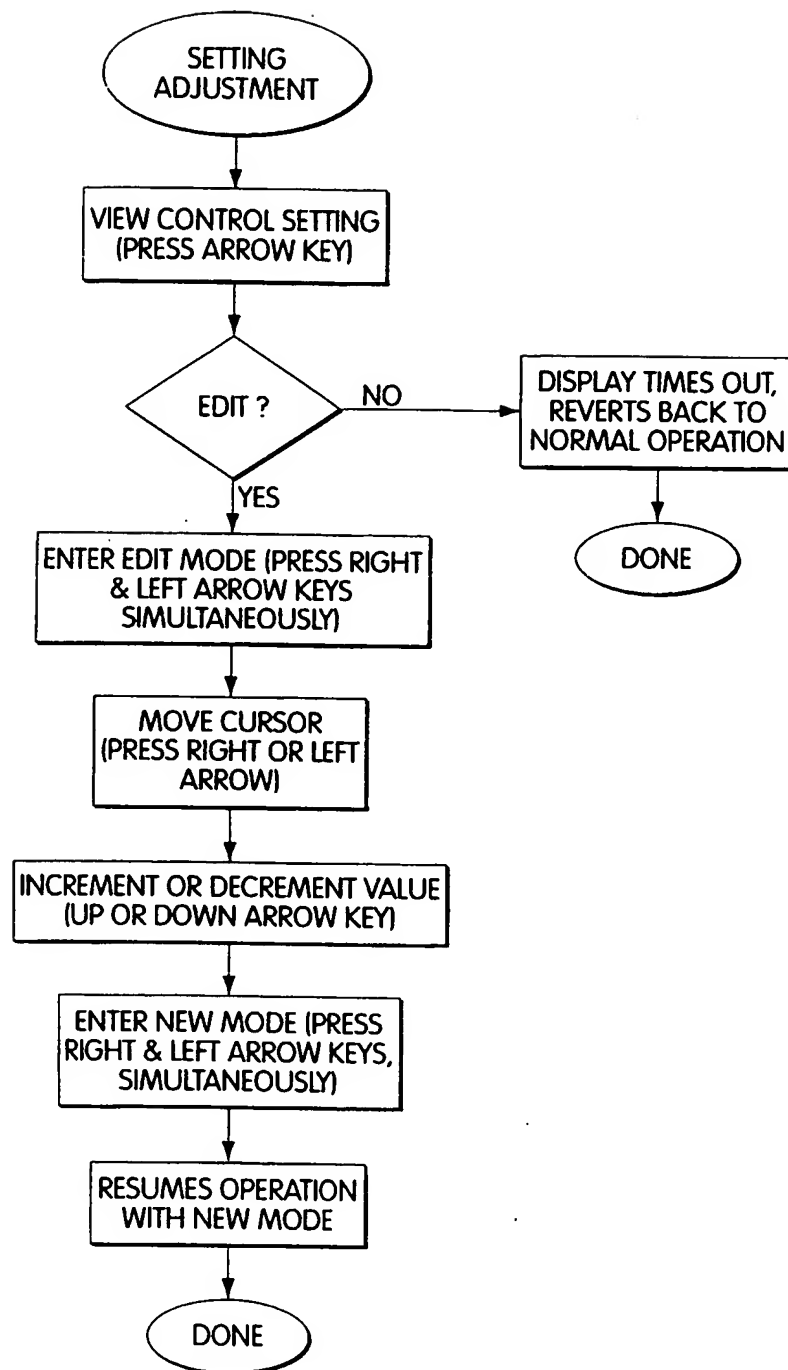 SETTING
ADJUSTMENT
VIEW CONTROL SETTING
(PRESS ARROW KEY)
EDIT ?
NO
DISPLAY TIMES OUT,
REVERTS BACK TO
NORMAL OPERATION
DONE
YES
ENTER EDIT MODE (PRESS RIGHT
& LEFT ARROW KEYS
SIMULTANEOUSLY)
MOVE CURSOR
(PRESS RIGHT OR LEFT
ARROW)
INCREMENT OR DECREMENT VALUE
(UP OR DOWN ARROW KEY)
ENTER NEW MODE (PRESS
RIGHT & LEFT ARROW KEYS,
SIMULTANEOUSLY)
RESUMES OPERATION
WITH NEW MODE
DONE